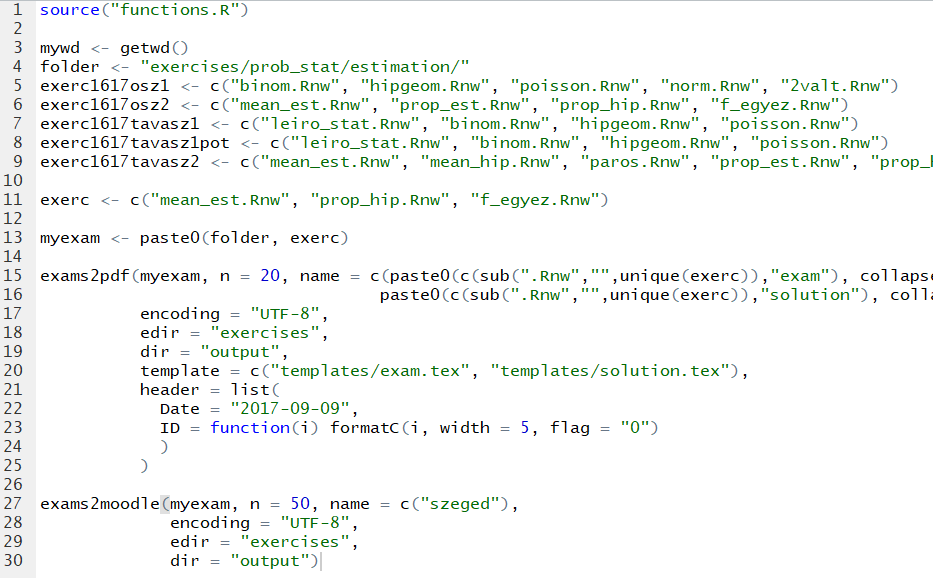 1 source("functions.R")
2
3 mywd <- getwd()
4 folder <- "exercises/prob_stat/estimation/"
5 exerc1617osz1 <- c("binom.Rnw", "hipgeom.Rnw", "poisson.Rnw", "norm.Rnw", "2valt.Rnw")
6 exerc1617osz2 <- c("mean_est.Rnw", "prop_est.Rnw", "prop_hip.Rnw", "f_egyez.Rnw")
7 exerc1617tavasz1 <- c("leiro_stat.Rnw", "binom.Rnw", "hipgeom.Rnw", "poisson.Rnw")
8 exerc1617tavasz1pot <- c("leiro_stat.Rnw", "binom.Rnw", "hipgeom.Rnw", "poisson.Rnw")
9 exerc1617tavasz2 <- c("mean_est.Rnw", "mean_hip.Rnw", "paros.Rnw", "prop_est.Rnw", "prop_h
10
11 exerc <- c("mean_est.Rnw", "prop_hip.Rnw", "f_egyez.Rnw")
12
13 myexam <- paste0(folder, exerc)
14
15 exams2pdf(myexam, n = 20, name = c(paste0(c(sub(".Rnw","",unique(exerc)),"exam"), collapse
16 paste0(c(sub(".Rnw","",unique(exerc)),"solution"), colla
17 encoding = "UTF-8",
18 edir = "exercises",
19 dir = "output",
20 template = c("templates/exam.tex", "templates/solution.tex"),
21 header = list(
22 Date = "2017-09-09",
23 ID = function(i) formatC(i, width = 5, flag = "0")
24 )
25 )
26
27 exams2moodle(myexam, n = 50, name = c("szeged"),
28 encoding = "UTF-8",
29 edir = "exercises",
30 dir = "output")